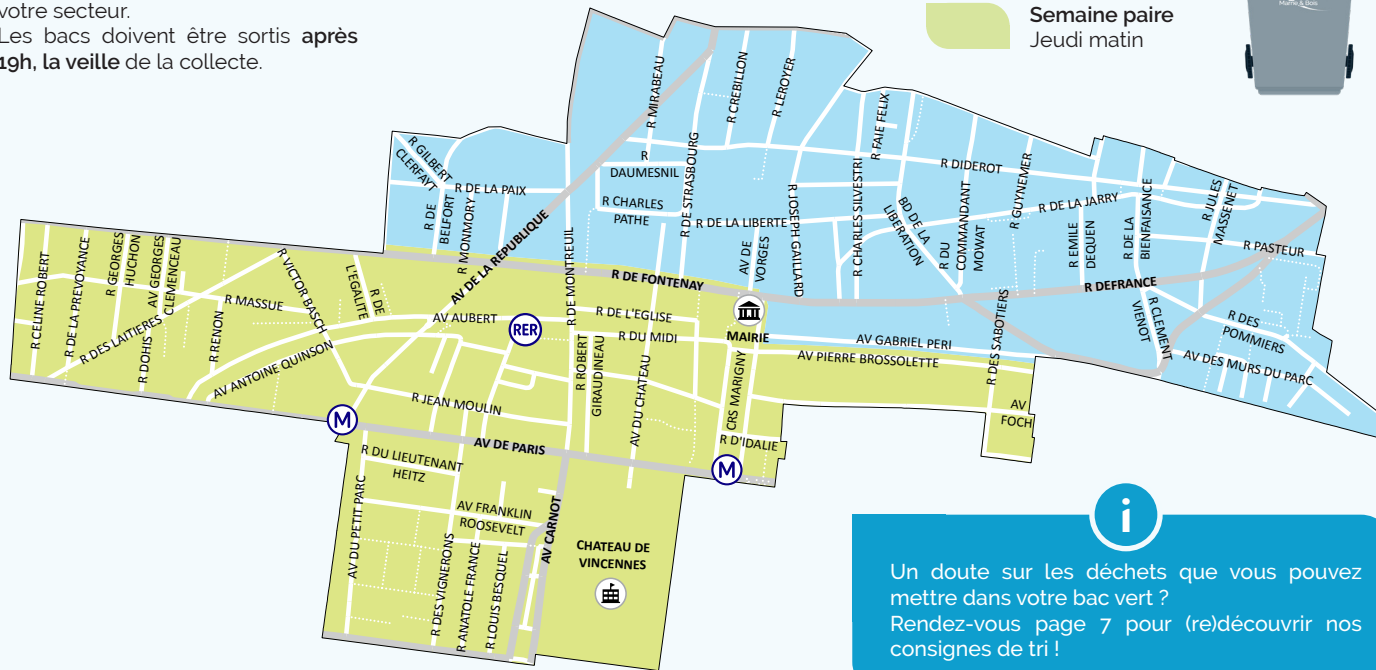 votre secteur.
Les bacs doivent être sortis après
19h, la veille de la collecte.
Semaine paire
Jeudi matin
Marne & Bois
R MIRABEAU
R CREBILLON
R LEROYER
R FAIE FELIX
R GILBERT
CLERFAYT
R DE LA PAIX
R DE
BELFORT
R MONMORY
AV DE LA REPUBLIQUE
R
DAUMESNIL
R CHARLES
PATHE
R DE STRASBOURG
R DE LA LIBERTE
R JOSEPH GAILLARD
R CHARLES SILVESTRI
BD DE LA
LIBERATION
R DIDEROT
R DU
COMMANDANT
MOWAT
R GUYNEMER
R DE LA JARRY
R EMILE
DEQUEN
R DE LA
BIENFAISANCE
R JULES
MASSENET
R PASTEUR
R DEFRANCE
R CLEMENT
VIENOT
R DES
POMMIERS
AV DES MURS DU PARC
R CELINE ROBERT
R DE LA PREVOYANCE
R GEORGES
HUCHON
AV GEORGES
CLEMENCEAU
R DES LAITIERES
R MASSUE
R DOHIS
R RENON
R VICTOR BASCH
R DE
L'EGALITE
AV ANTOINE QUINSON
AV AUBERT
RER
R DE MONTREUIL
R DE FONTENAY
AV DE
VORGES
R DE L'EGLISE
R DU MIDI
MAIRIE
AV GABRIEL PERI
AV PIERRE BROSSOLETTE
R DES SABOTIERS
AV
FOCH
R ROBERT
GIRAUDINEAU
AV DU CHATEAU
CRS MARIGNY
R D'IDALIE
R JEAN MOULIN
M
AV DE PARIS
M
R DU LIEUTENANT
HEITZ
AV DU PETIT PARC
AV FRANKLIN
ROOSEVELT
R DES VIGNERONS
R ANATOLE FRANCE
R LOUIS BESQUEL
AV CARNOT
CHATEAU DE
VINCENNES
i
Un doute sur les déchets que vous pouvez
mettre dans votre bac vert ?
Rendez-vous page 7 pour (re)découvrir nos
consignes de tri !